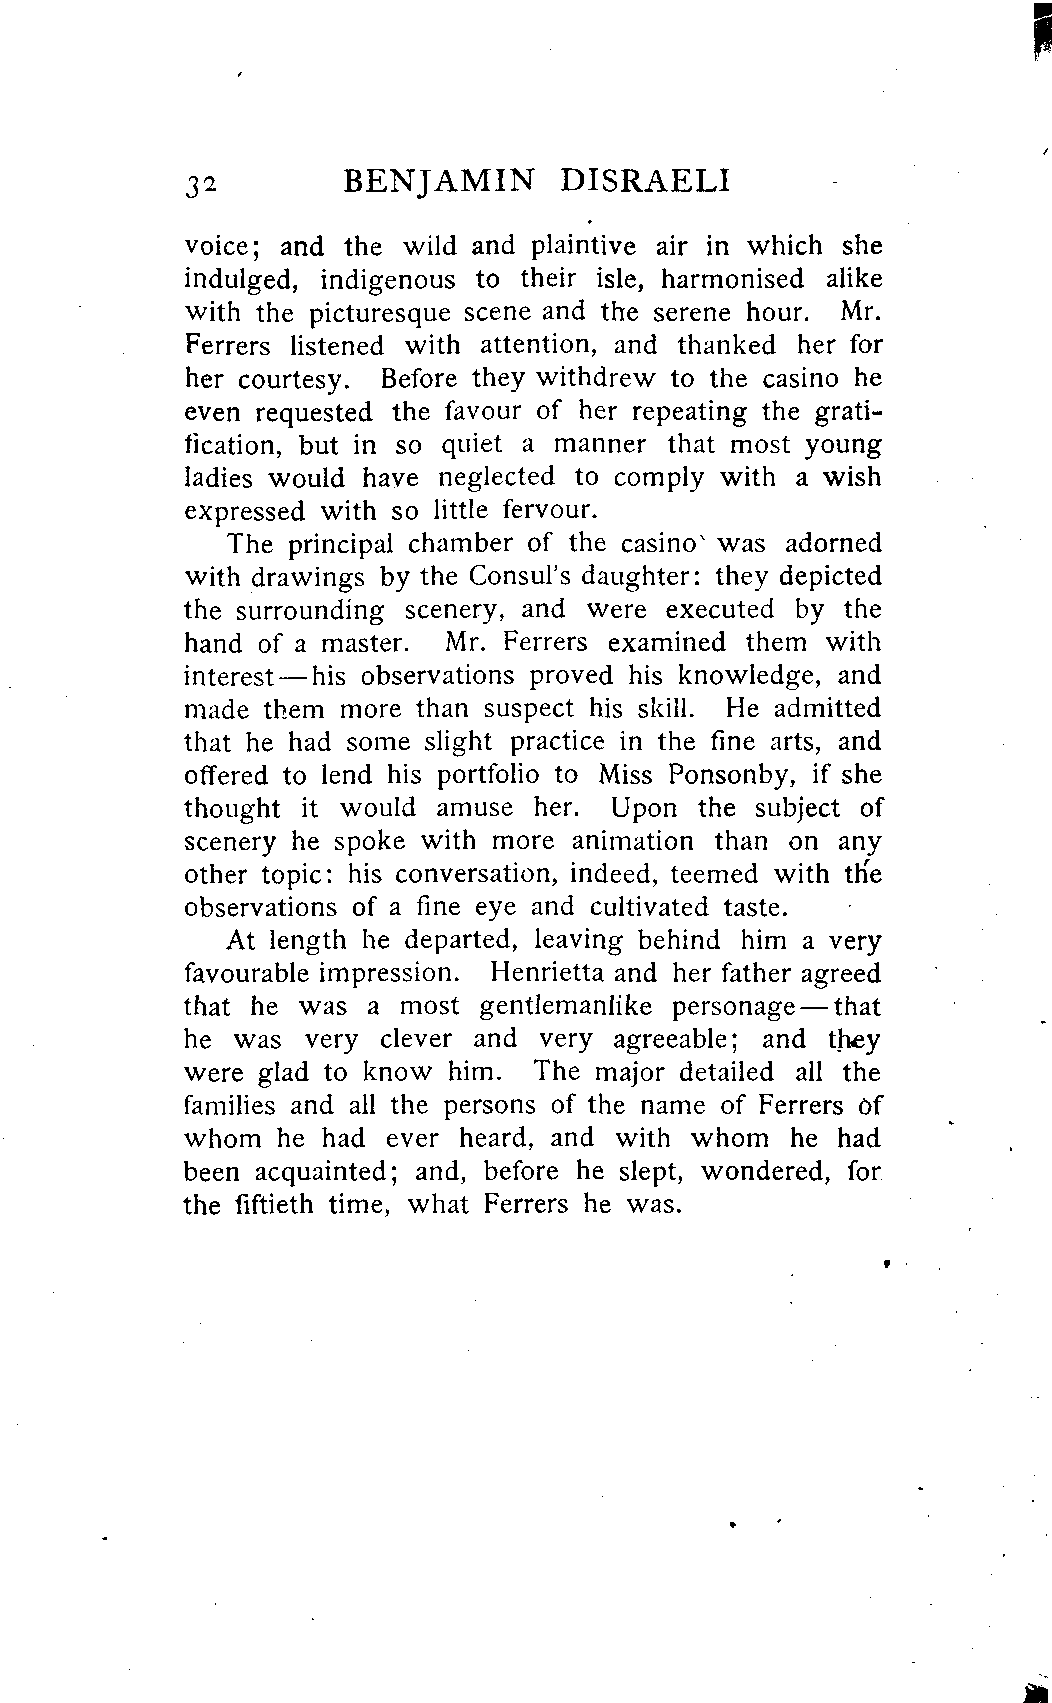 32 BENJAMIN DISRAELI
voice; and the wild and plaintive air in which she
indulged, indigenous to their isle, harmonised alike
with the picturesque scene and the serene hour. Mr.
Ferrers listened with attention, and thanked her for
her courtesy. Before they withdrew to the casino he
even requested the favour of her repeating the grati-
fication, but in so quiet a manner that most young
ladies would have neglected to comply with a wish
expressed with so little fervour.
The principal chamber of the casino was adorned
with drawings by the Consul's daughter: they depicted
the surrounding scenery, and were executed by the
hand of a master. Mr. Ferrers examined them with
interest—his observations proved his knowledge, and
made them more than suspect his skill. He admitted
that he had some slight practice in the fine arts, and
offered to lend his portfolio to Miss Ponsonby, if she
thought it would amuse her. Upon the subject of
scenery he spoke with more animation than on any
other topic: his conversation, indeed, teemed with the
observations of a fine eye and cultivated taste.
At length he departed, leaving behind him a very
favourable impression. Henrietta and her father agreed
that he was a most gentlemanlike personage—that
he was very clever and very agreeable; and they
were glad to know him. The major detailed all the
families and all the persons of the name of Ferrers of
whom he had ever heard, and with whom he had
been acquainted; and, before he slept, wondered, for
the fiftieth time, what Ferrers he was.